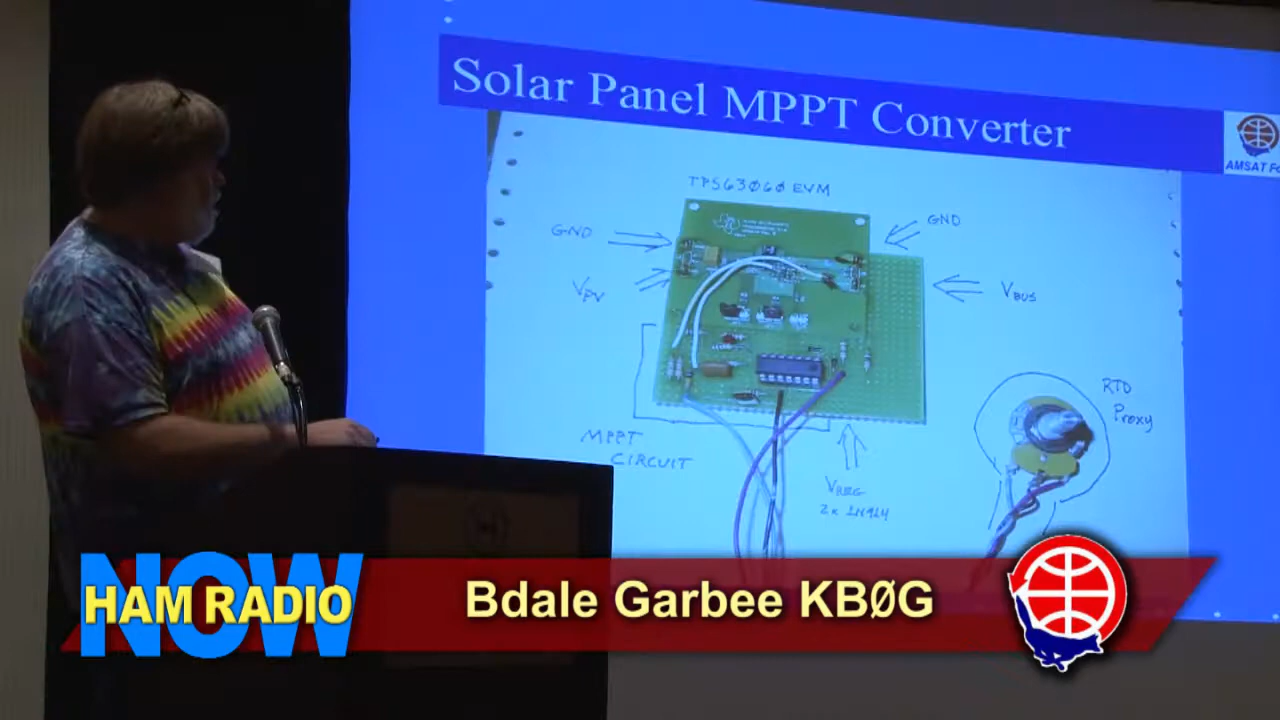 Solar Panel MPPT Converter
AMSAT
TPS63060 EVM
GND
GND
VPV
VBUS
RTD
Proxy
MPPT
CIRCUIT
VREG
2x 1N914
NOW
HAM RADIO
Bdale Garbee KBØG